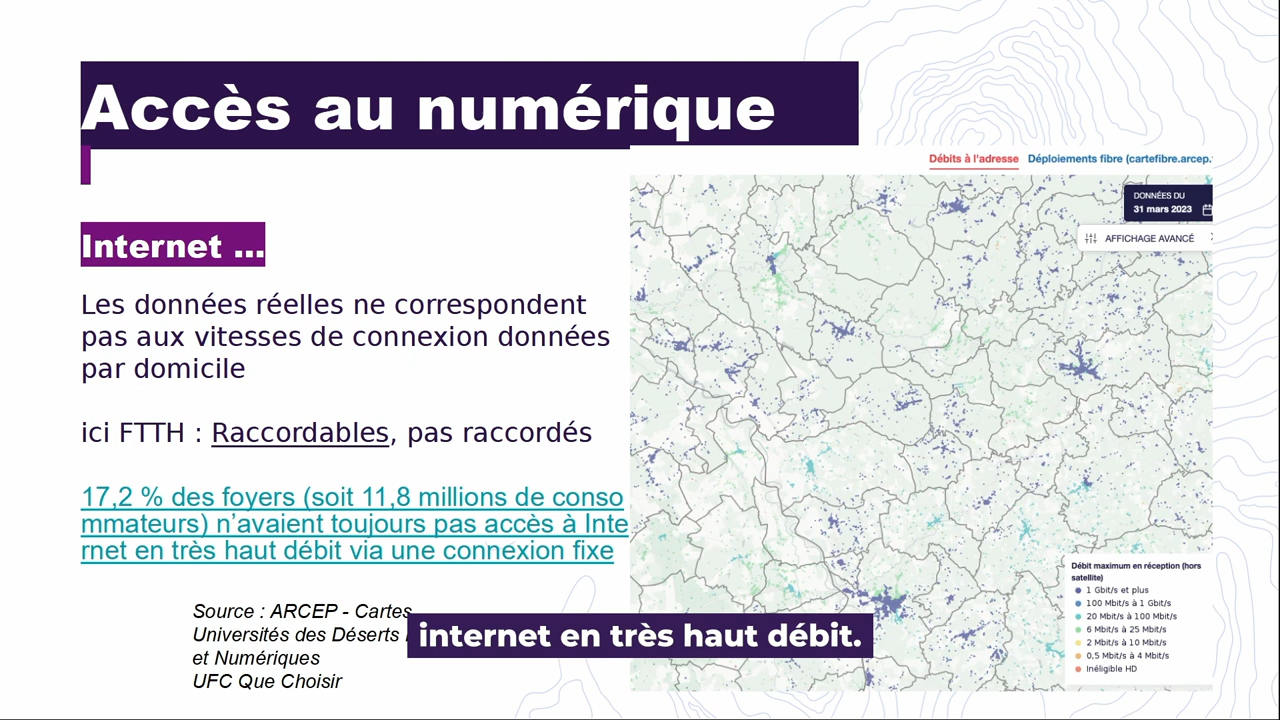 Accès au numérique
Débits à l'adresse Déploiements fibre (cartefibre.arcep.
DONNÉES DU
31 mars 2023
AFFICHAGE AVANCÉ
Internet ...
Les données réelles ne correspondent
pas aux vitesses de connexion données
par domicile
ici FTTH : Raccordables, pas raccordés
17,2 % des foyers (soit 11,8 millions de conso
mmateurs) n’avaient toujours pas accès à Inte
rnet en très haut débit via une connexion fixe
Source : ARCEP - Cartes
Universités des Déserts
et Numériques
UFC Que Choisir
internet en très haut débit.
Débit maximum en réception (hors
satellite)
1 Gbit/s et plus
100 Mbit/s à 1 Gbit/s
20 Mbit/s à 100 Mbit/s
6 Mbit/s à 25 Mbit/s
2 Mbit/s à 10 Mbit/s
0,5 Mbit/s à 4 Mbit/s
Inéligible HD